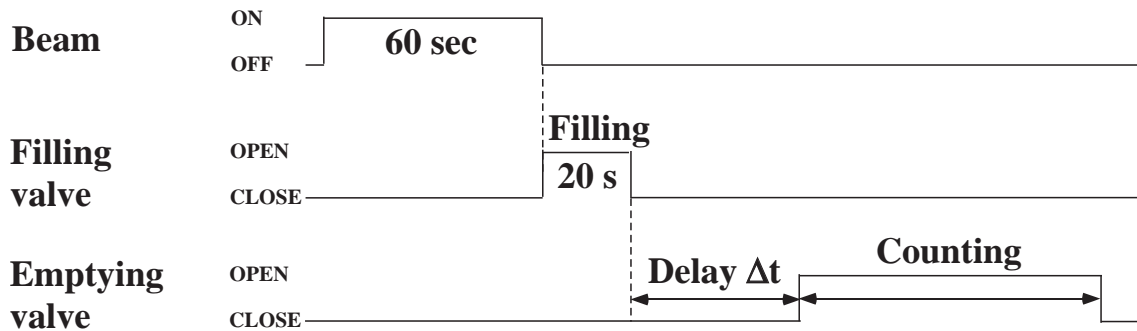 Beam
ON
60 sec
OFF
Filling
Filling
valve
OPEN
20 s
CLOSE
Emptying
valve
OPEN
Delay Δt
Counting
CLOSE